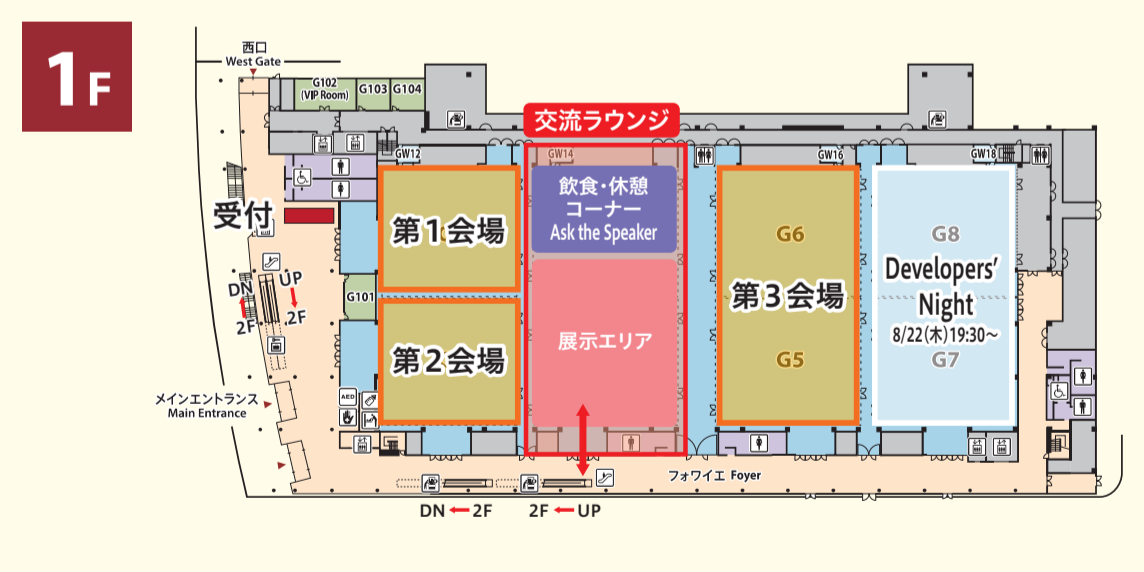 1F
西口
West Gate
G102
(VIP Room)
G103
G104
交流ラウンジ
GW12
GW14
GW16
GW18
飲食・休憩
コーナー
Ask the Speaker
受付
第1会場
G6
G8
Developers'
Night
8/22(木)19:30～
G7
第3会場
G5
DN
UP
2F
2F
G101
第2会場
展示エリア
AED
メインエントランス
Main Entrance
フォワイエ Foyer
DN
2F
2F
UP